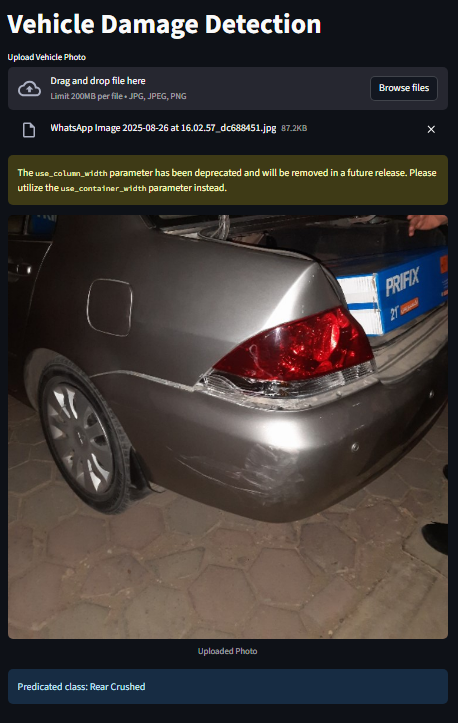 Vehicle Damage Detection
Upload Vehicle Photo
Drag and drop file here
Limit 200MB per file • JPG, JPEG, PNG
Browse files
WhatsApp Image 2025-08-26 at 16.02.57_dc688451.jpg 87.2KB
The use_column_width parameter has been deprecated and will be removed in a future release. Please
utilize the use_container_width parameter instead.
PRIFIX
21"
Uploaded Photo
Predicated class: Rear Crushed